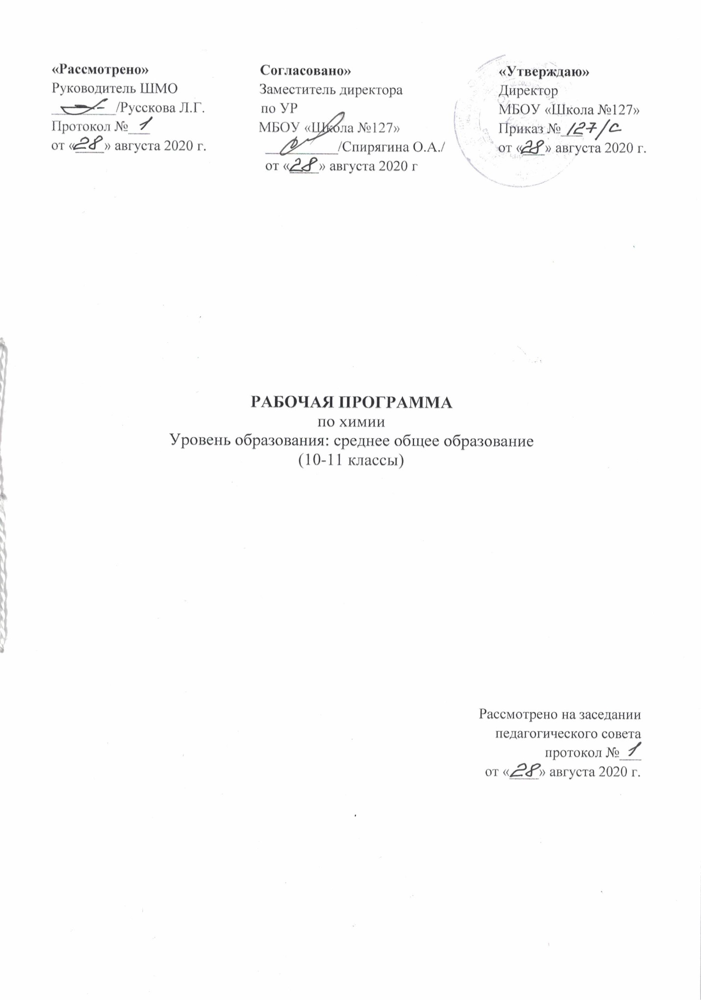 «Рассмотрено»
Руководитель ШМО
____________/Русскова Л.Г.
Протокол № 1
от «28» августа 2020 г.
Согласовано»
Заместитель директора
по УР
МБОУ «Школа №127»
____________/Спирягина О.А./
от «28» августа 2020 г
«Утверждаю»
Директор
МБОУ «Школа №127»
Приказ № 127/с
от «28» августа 2020 г.
РАБОЧАЯ ПРОГРАММА
по химии
Уровень образования: среднее общее образование
(10-11 классы)
Рассмотрено на заседании
педагогического совета
протокол № 1
от «28» августа 2020 г.